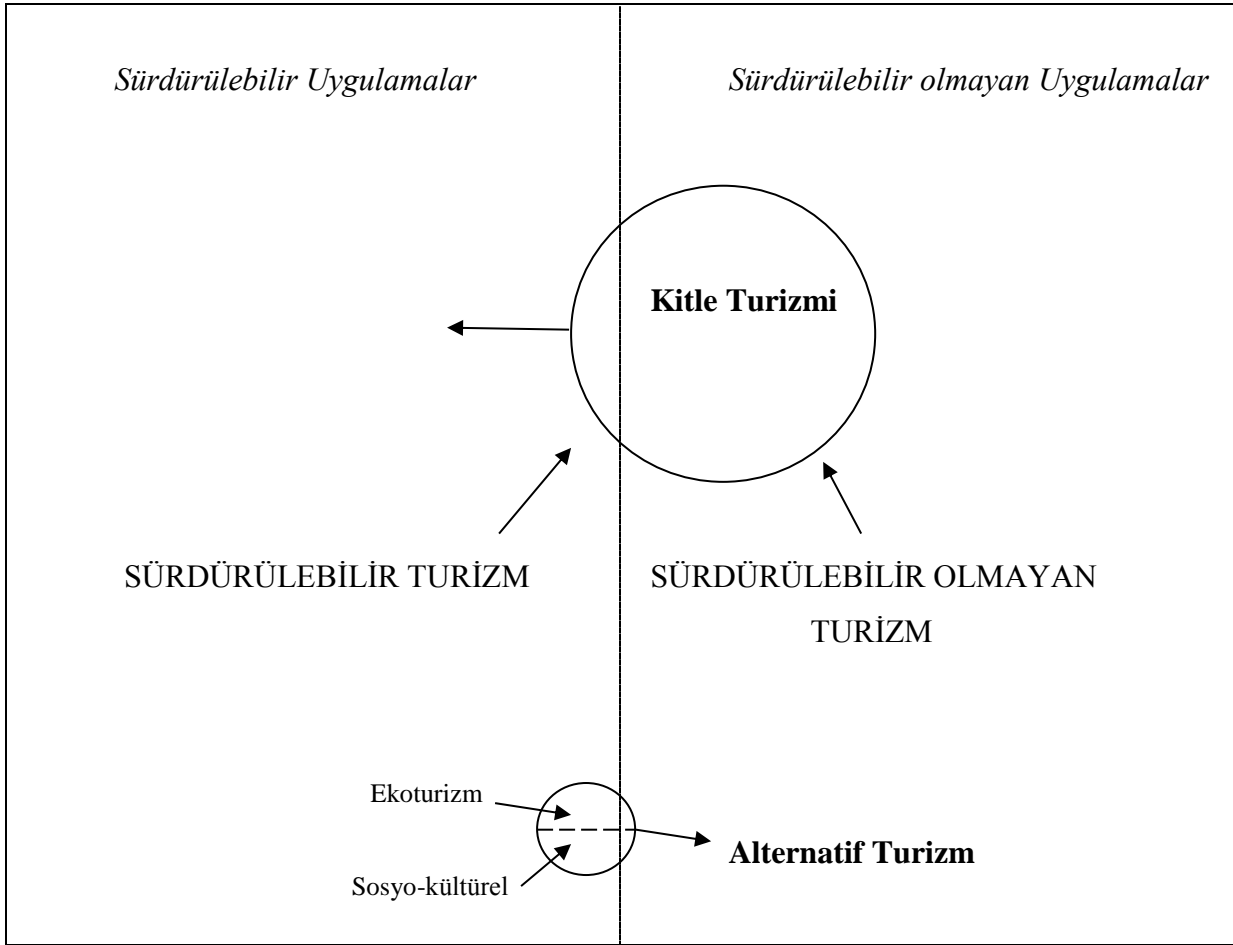 Sürdürülebilir Uygulamalar
Sürdürülebilir olmayan Uygulamalar
Kitle Turizmi
SÜRDÜRÜLEBİLİR TURİZM
SÜRDÜRÜLEBİLİR OLMAYAN
TURİZM
Ekoturizm
Alternatif Turizm
Sosyo-kültürel